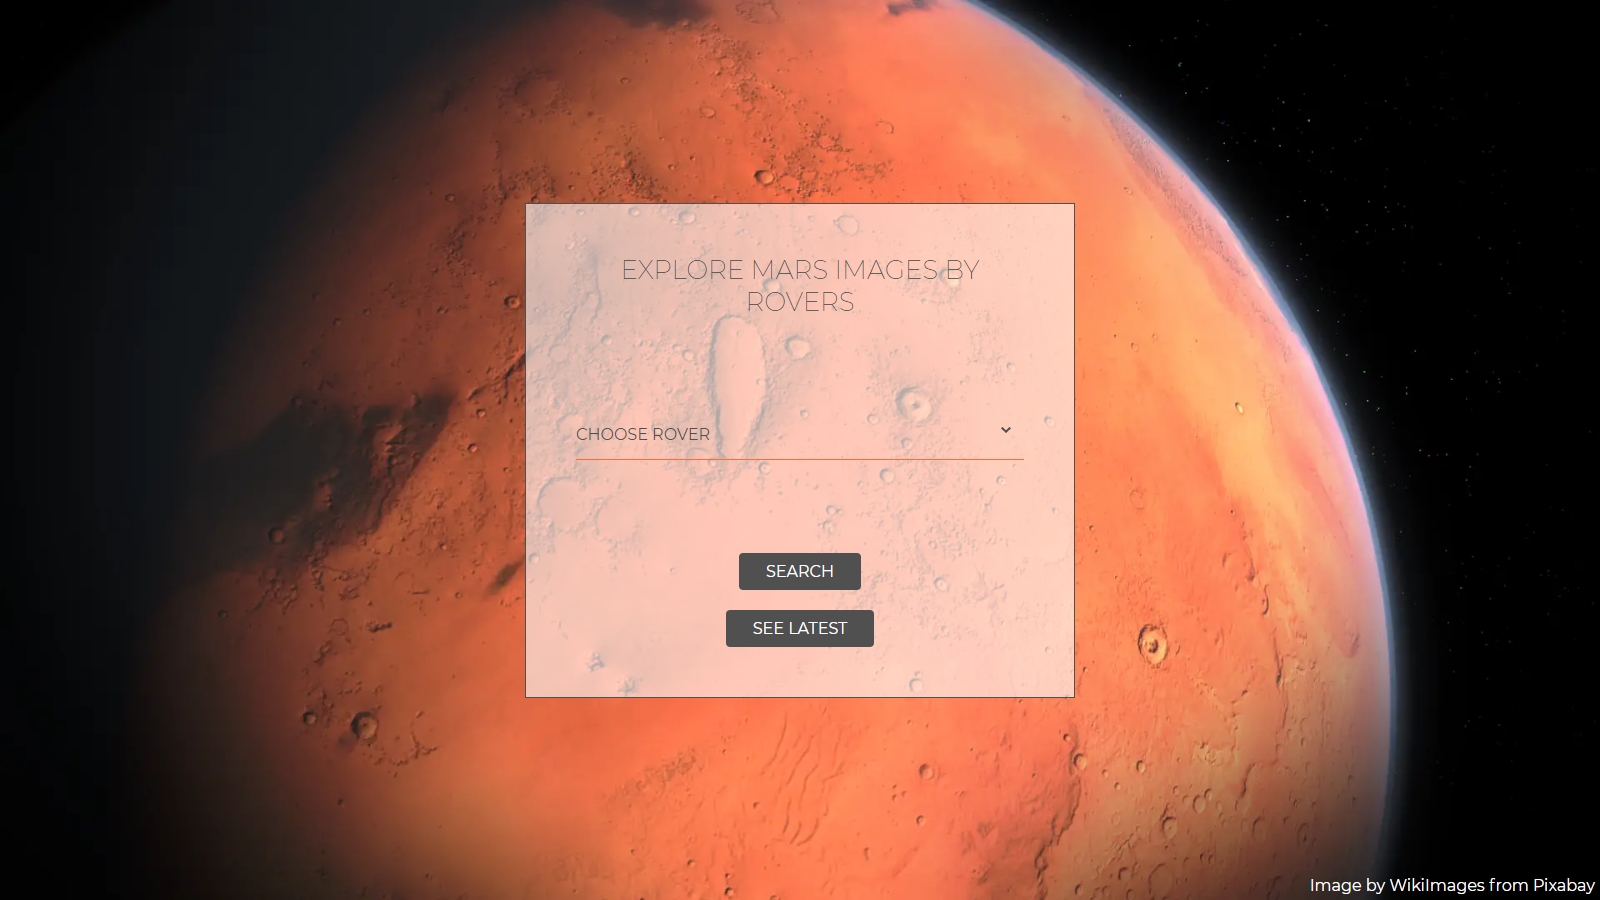 EXPLORE MARS IMAGES BY
ROVERS
CHOOSE ROVER
SEARCH
SEE LATEST
Image by WikiImages from Pixabay